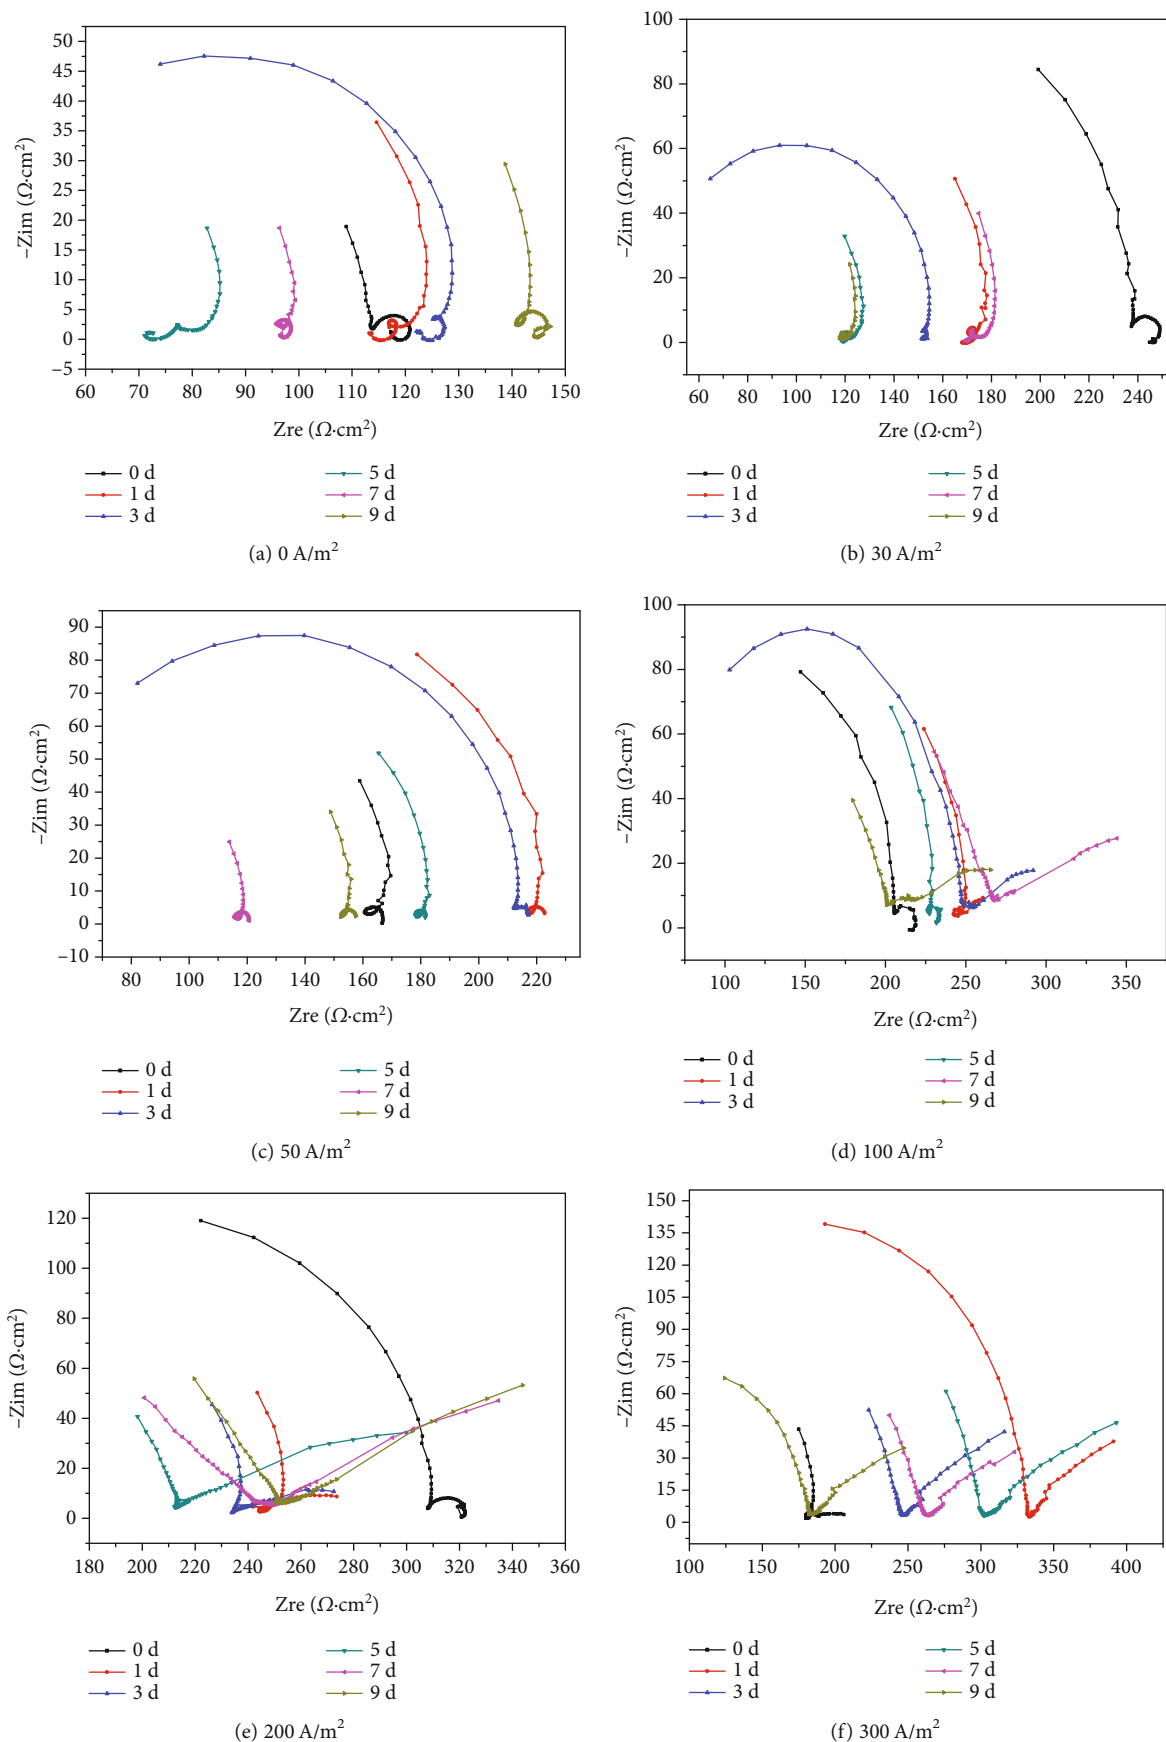 50
45
40
35
30
25
20
15
10
5
0
−5
−Zim (Ω·cm²)
60 70 80 90 100 110 120 130 140 150
Zre (Ω·cm²)
0 d 5 d
1 d 7 d
3 d 9 d
(a) 0 A/m²
100
80
60
40
20
0
−Zim (Ω·cm²)
60 80 100 120 140 160 180 200 220 240
Zre (Ω·cm²)
0 d 5 d
1 d 7 d
3 d 9 d
(b) 30 A/m²
90
80
70
60
50
40
30
20
10
0
−10
−Zim (Ω·cm²)
80 100 120 140 160 180 200 220
Zre (Ω·cm²)
0 d 5 d
1 d 7 d
3 d 9 d
(c) 50 A/m²
100
80
60
40
20
0
−Zim (Ω·cm²)
100 150 200 250 300 350
Zre (Ω·cm²)
0 d 5 d
1 d 7 d
3 d 9 d
(d) 100 A/m²
120
100
80
60
40
20
0
−Zim (Ω·cm²)
180 200 220 240 260 280 300 320 340 360
Zre (Ω·cm²)
0 d 5 d
1 d 7 d
3 d 9 d
(e) 200 A/m²
150
135
120
105
90
75
60
45
30
15
0
−Zim (Ω·cm²)
100 150 200 250 300 350 400
Zre (Ω·cm²)
0 d 5 d
1 d 7 d
3 d 9 d
(f) 300 A/m²